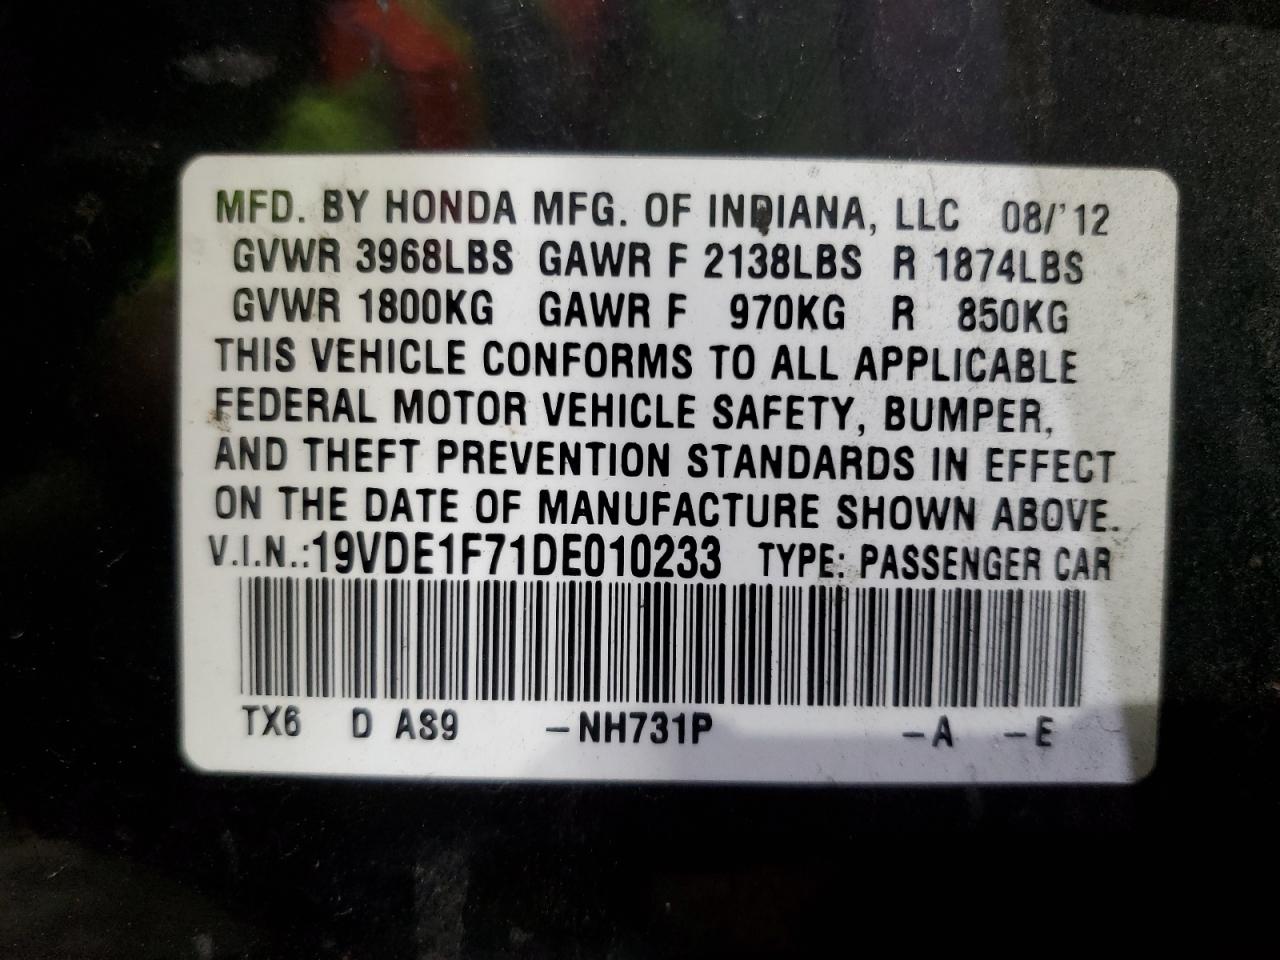 MFD. BY HONDA MFG. OF INDIANA, LLC 08/'12
GVWR 3968LBS GAWR F 2138LBS R 1874LBS
GVWR 1800KG GAWR F 970KG R 850KG
THIS VEHICLE CONFORMS TO ALL APPLICABLE
FEDERAL MOTOR VEHICLE SAFETY, BUMPER,
AND THEFT PREVENTION STANDARDS IN EFFECT
ON THE DATE OF MANUFACTURE SHOWN ABOVE.
V.I.N.:19VDE1F71DE010233 TYPE: PASSENGER CAR
TX6 D AS9 –NH731P –A –E